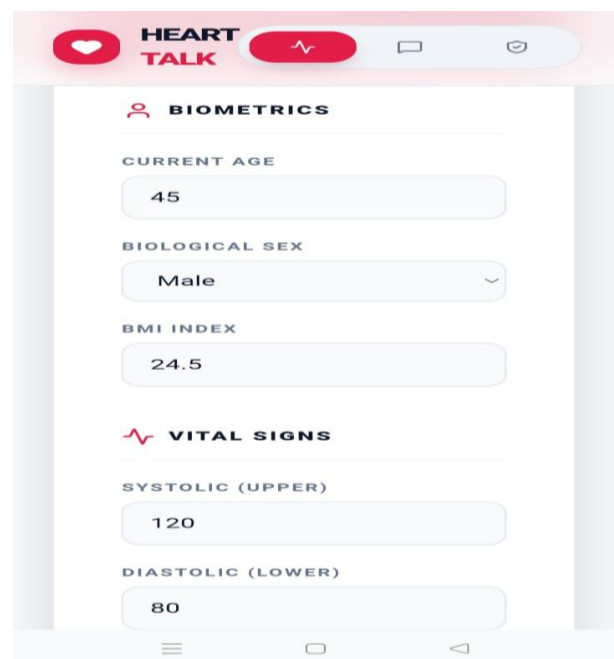 HEART
TALK
BIOMETRICS
CURRENT AGE
45
BIOLOGICAL SEX
Male
BMI INDEX
24.5
VITAL SIGNS
SYSTOLIC (UPPER)
120
DIASTOLIC (LOWER)
80